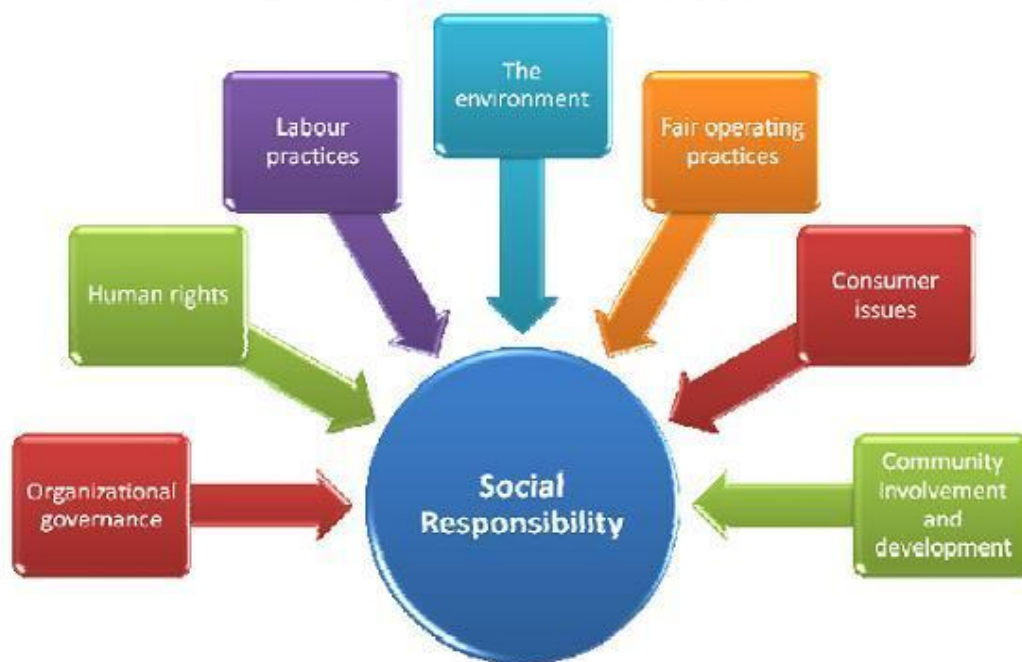 The
environment
Labour
practices
Fair operating
practices
Human rights
Consumer
issues
Organizational
governance
Social
Responsibility
Community
involvement
and
development